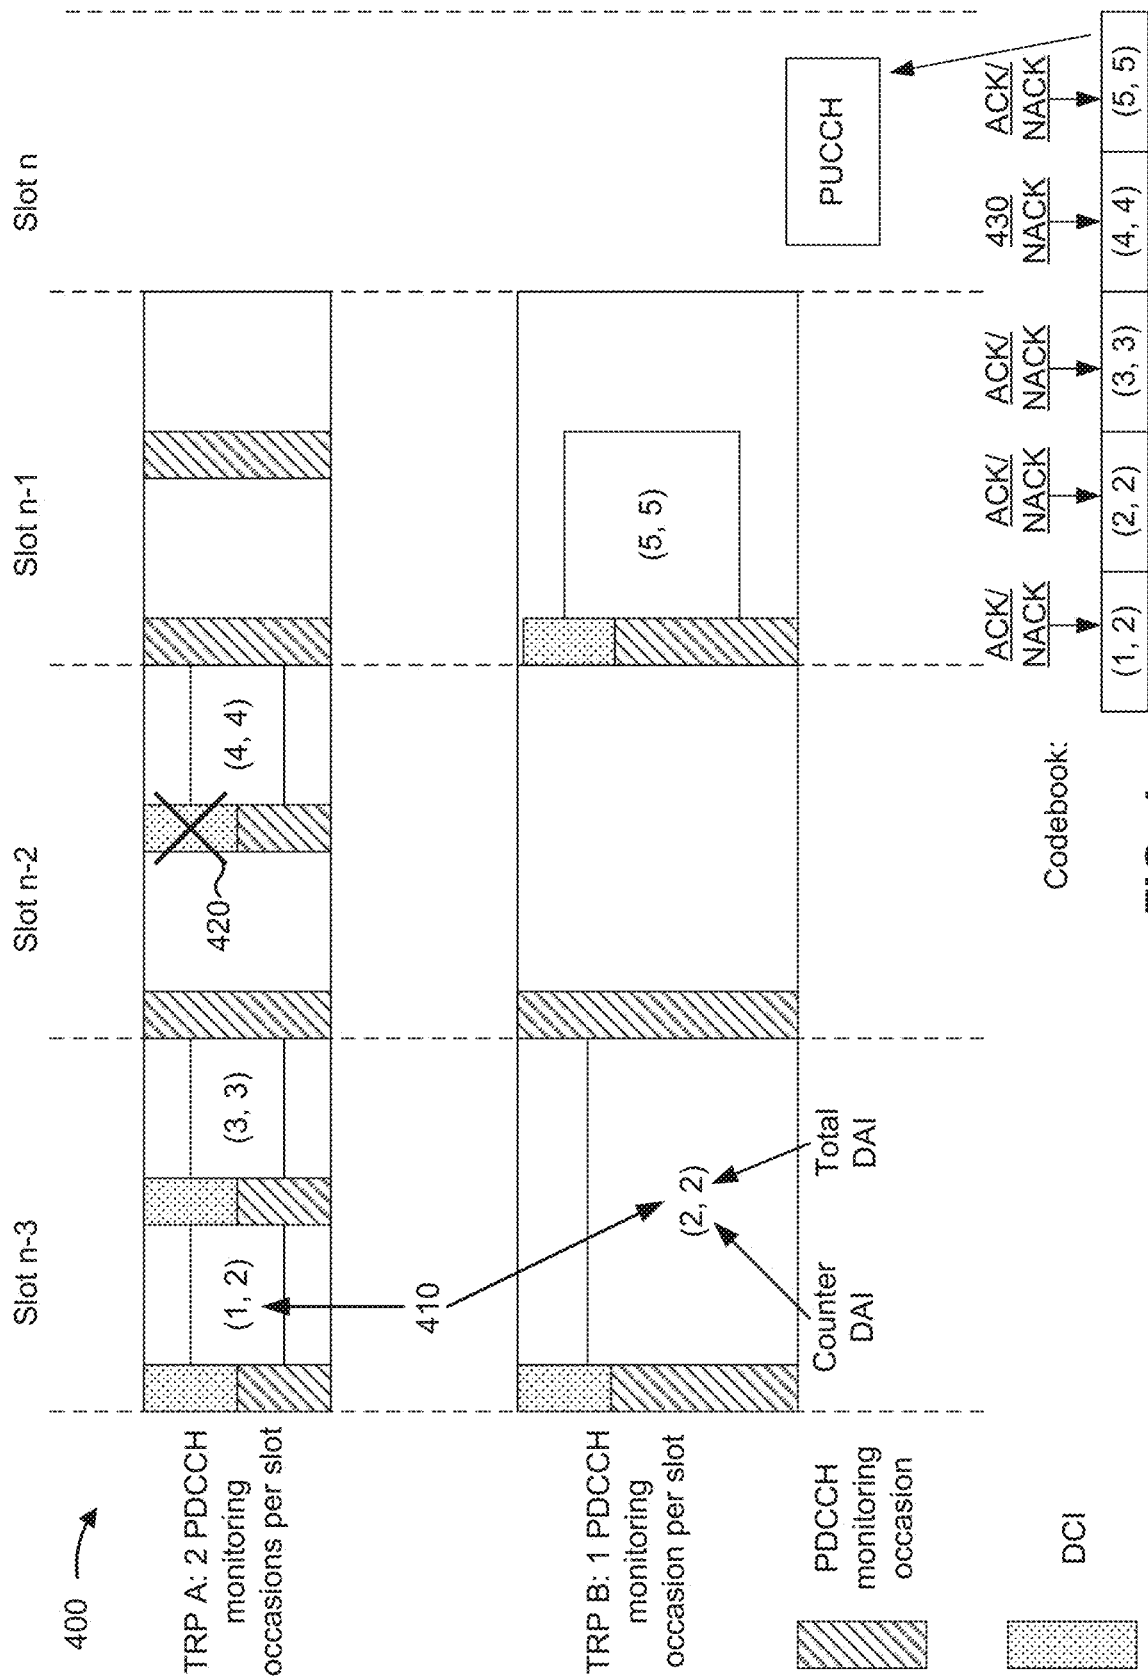 400
Slot n-3
Slot n-2
Slot n-1
Slot n
TRP A: 2 PDCCH
monitoring
occasions per slot
(1, 2)
(3, 3)
420
(4, 4)
410
TRP B: 1 PDCCH
monitoring
occasion per slot
(2, 2)
(5, 5)
Counter
DAI
Total
DAI
PUCCH
PDCCH
monitoring
occasion
DCI
Codebook:
ACK/
NACK
ACK/
NACK
ACK/
NACK
430
NACK
ACK/
NACK
(1, 2)
(2, 2)
(3, 3)
(4, 4)
(5, 5)